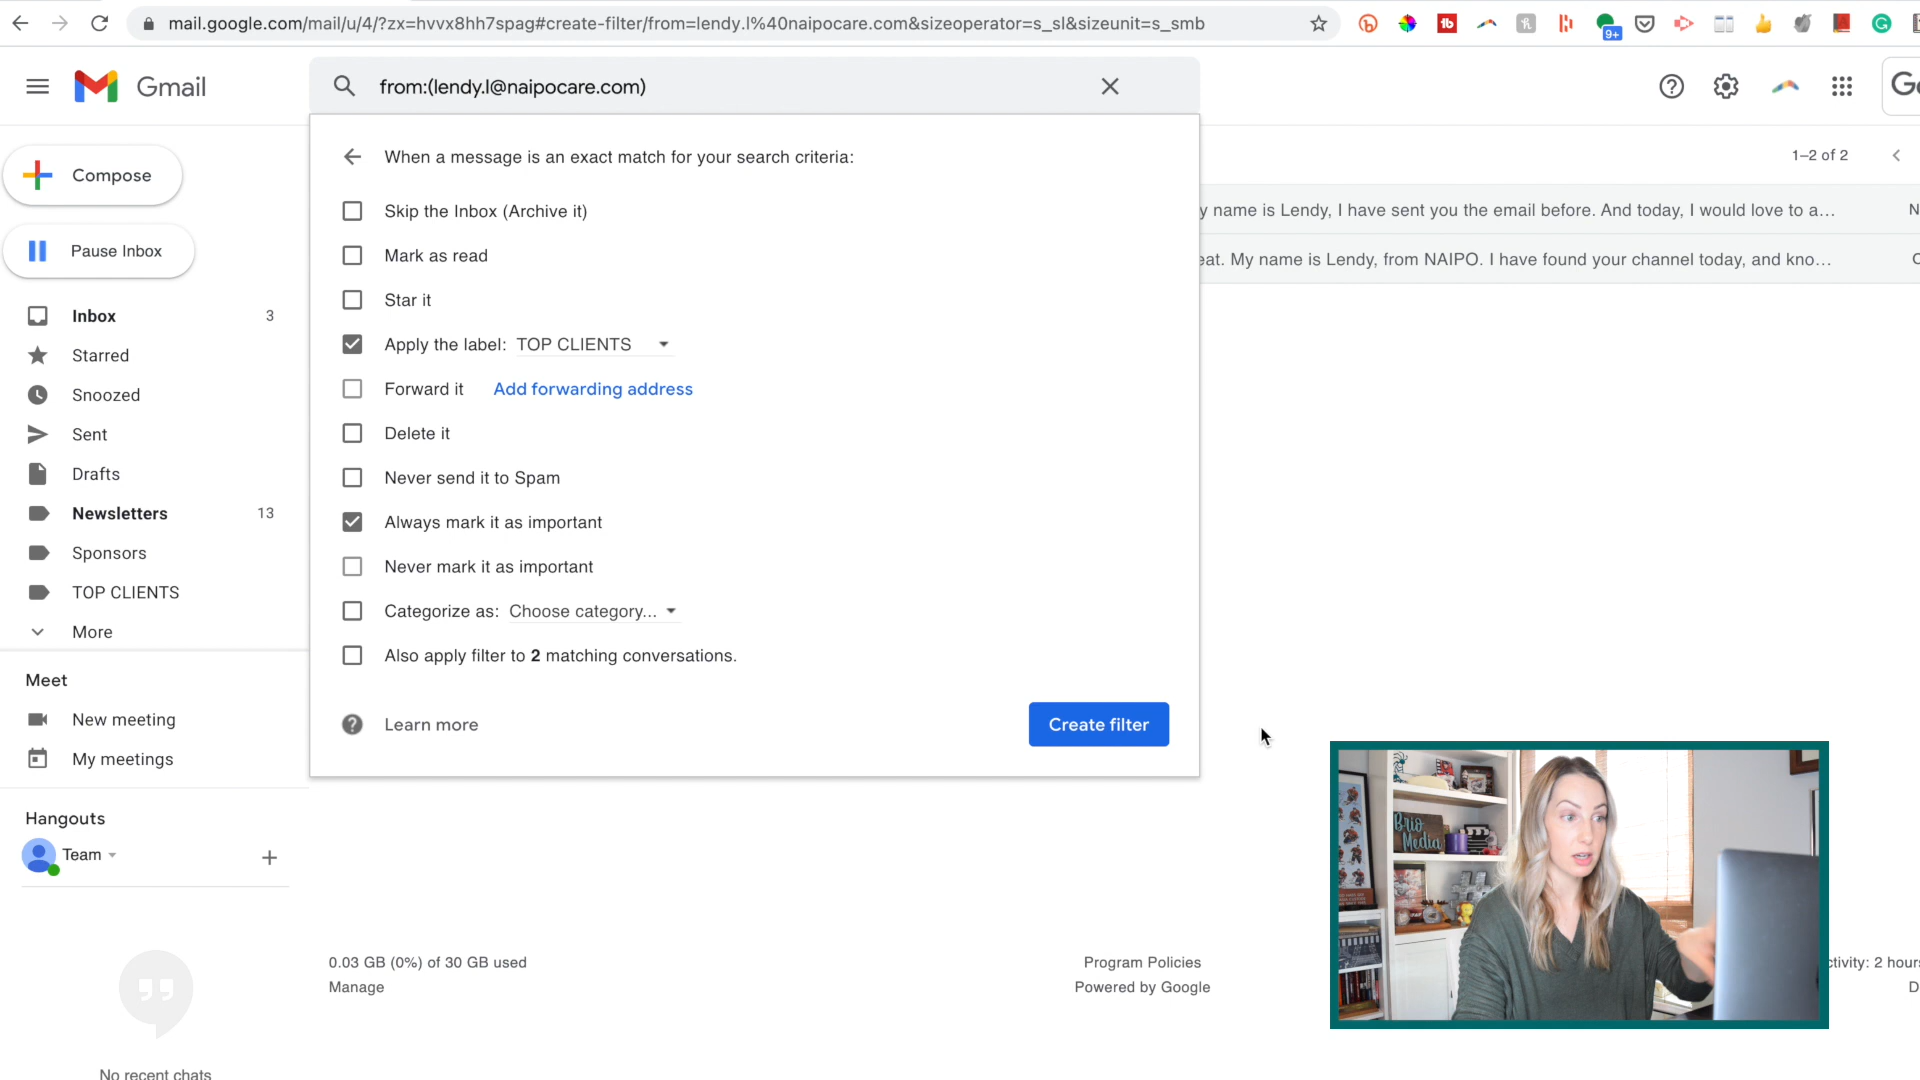 mail.google.com/mail/u/4/?zx=hvvx8hh7spag#create-filter/from=lendy.l%40naipocare.com&sizeoperator=s_sl&sizeunit=s_smb
9+
Gmail
from:(lendy.l@naipocare.com)
Compose
When a message is an exact match for your search criteria:
1–2 of 2
Skip the Inbox (Archive it)
y name is Lendy, I have sent you the email before. And today, I would love to a...
N
Pause Inbox
Mark as read
eat. My name is Lendy, from NAIPO. I have found your channel today, and kno...
Star it
Inbox 3
Apply the label: TOP CLIENTS
Starred
Forward it Add forwarding address
Snoozed
Delete it
Sent
Never send it to Spam
Drafts
Always mark it as important
Newsletters 13
Never mark it as important
Sponsors
Categorize as: Choose category...
TOP CLIENTS
Also apply filter to 2 matching conversations.
More
Learn more
Create filter
Meet
New meeting
My meetings
Hangouts
Team
Brio
Media
0.03 GB (0%) of 30 GB used
Manage
Program Policies
Powered by Google
ctivity: 2 hours
D
No recent chats